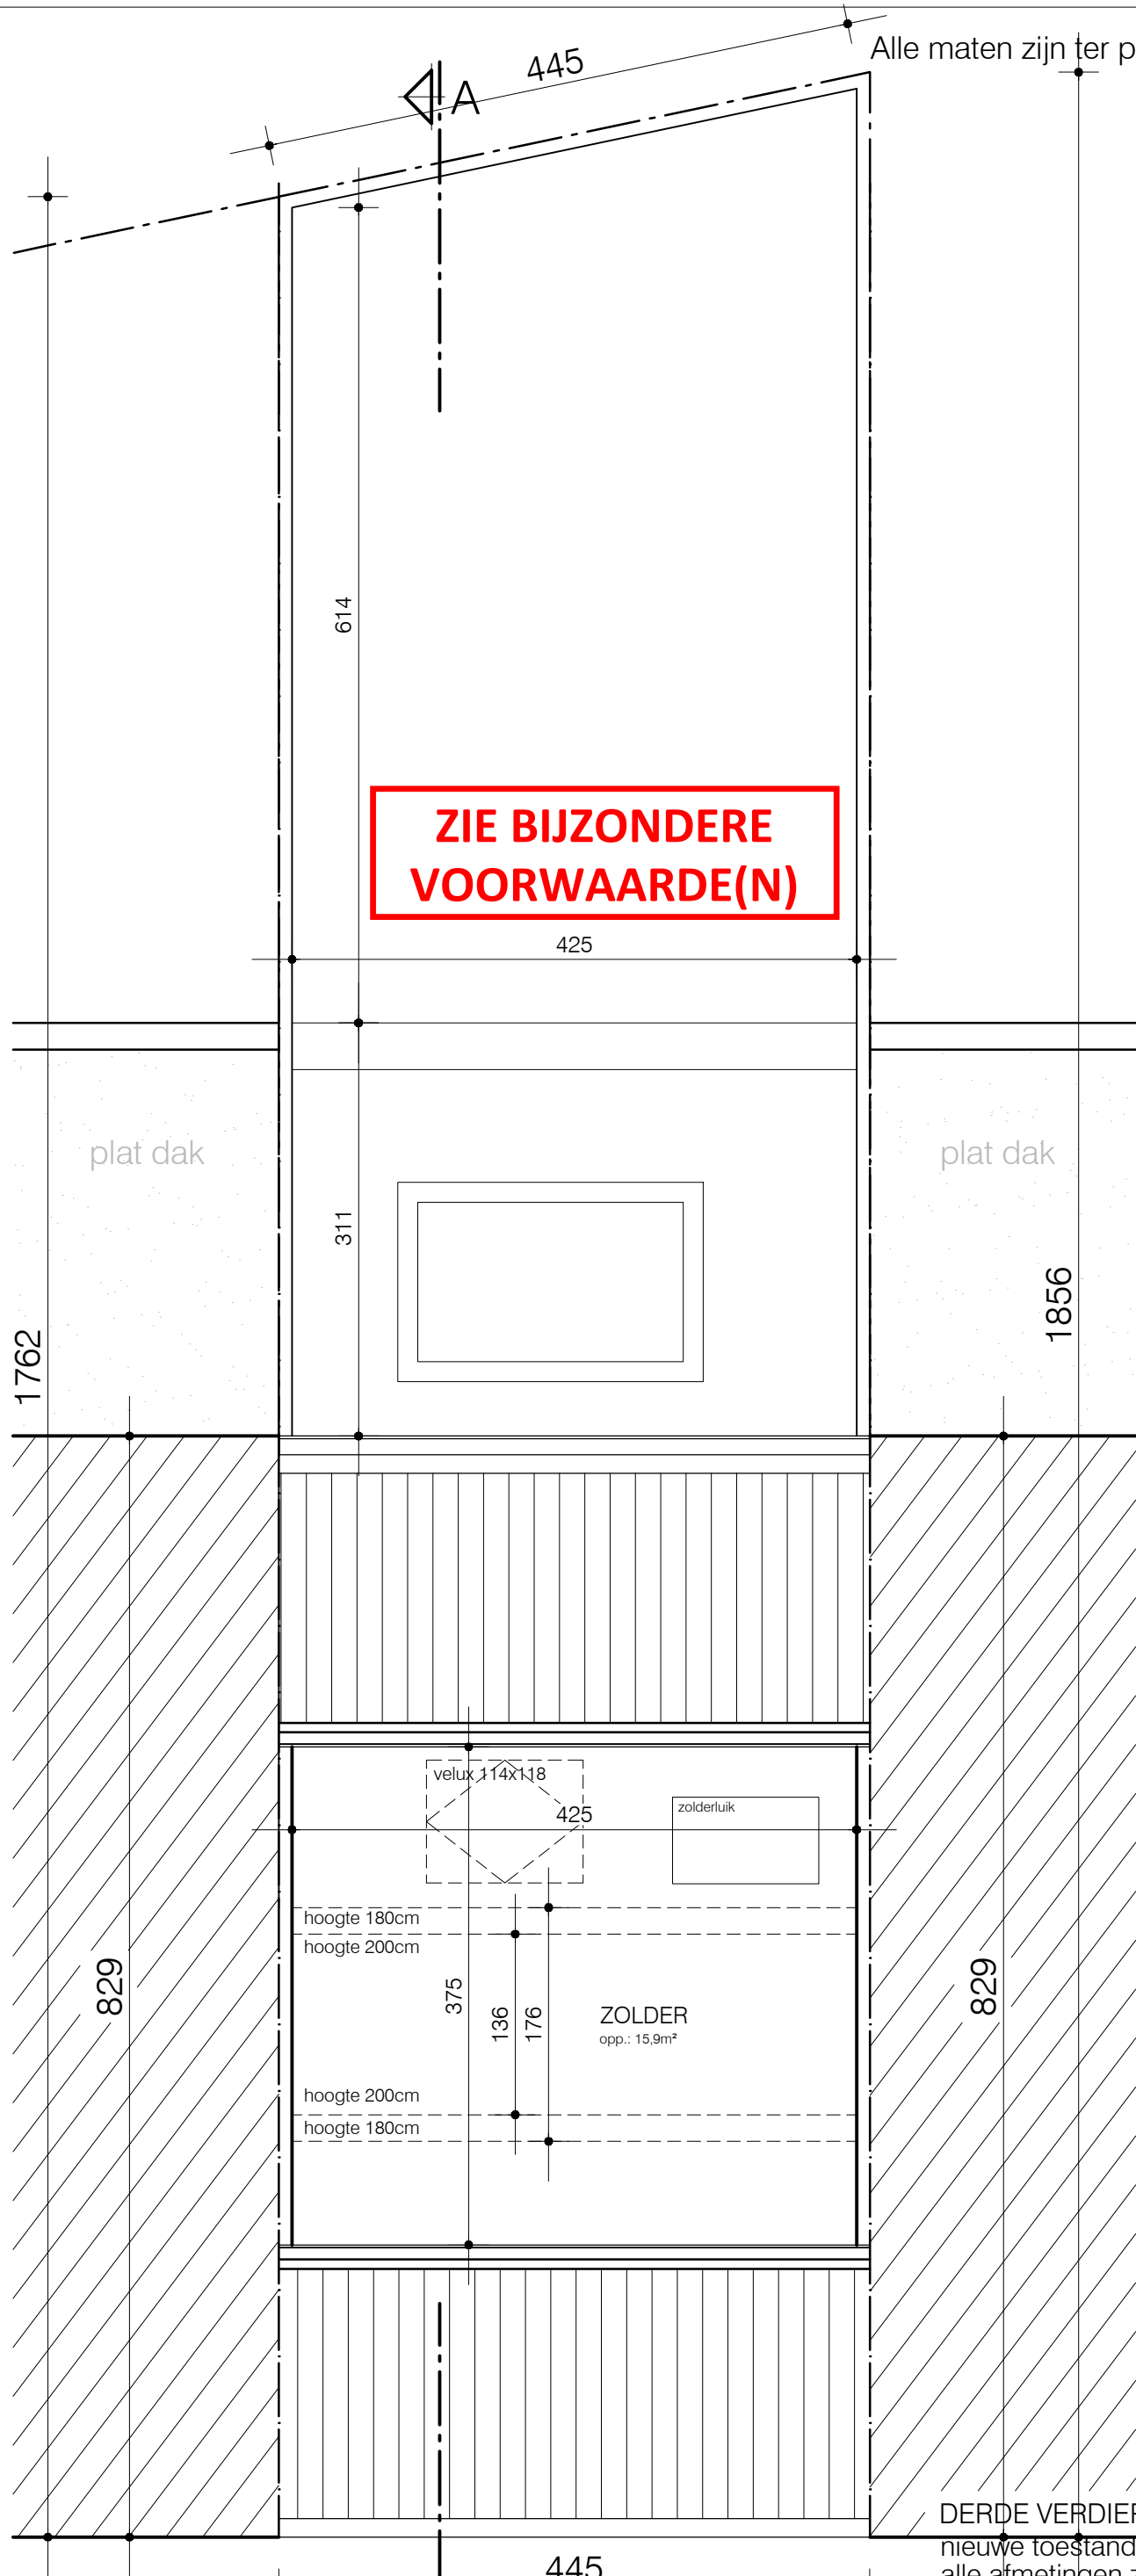 Alle maten zijn ter
445
A
614
ZIE BIJZONDERE
VOORWAARDE(N)
425
plat dak
plat dak
311
1762
1856
velux 114x118
zolderluik
425
hoogte 180cm
hoogte 200cm
829
375
136
176
ZOLDER
opp.: 15,9m²
829
hoogte 200cm
hoogte 180cm
DERDE
nieuwe toestand
alle afmetingen
445